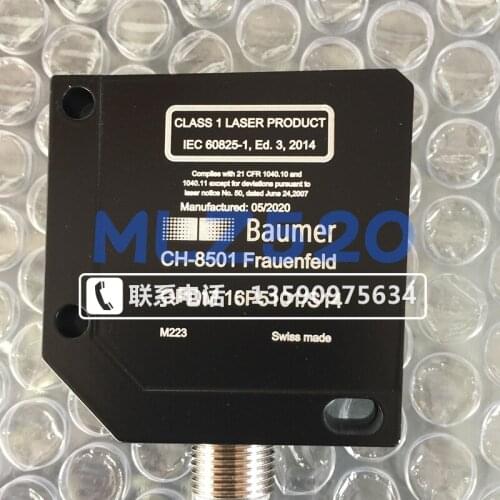 CLASS 1 LASER PRODUCT
IEC 60825-1, Ed. 3, 2014
Complies with 21 CFR 1040.10 and
1040.11 except for deviations pursuant to
laser notice No. 50, dated June 24,2007
Manufactured: 05/2020
Baumer
CH-8501 Frauenfeld
联系电话 13590975634
M223
Swiss made